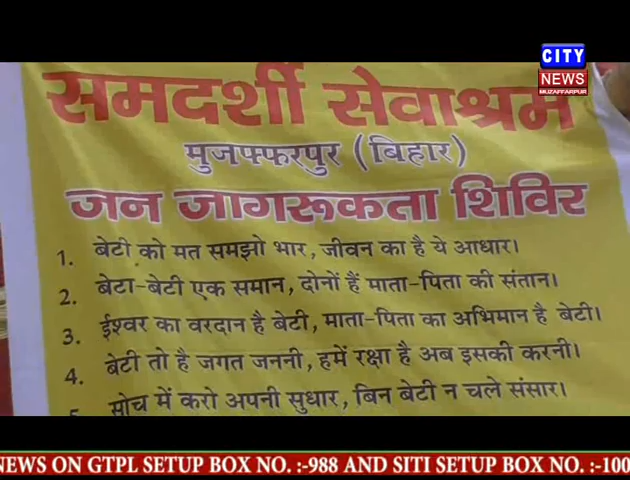 CITY
NEWS
MUZAFFARPUR
समदर्शी सेवाश्रम
मुजफ्फरपुर (बिहार)
जन जागरूकता शिविर
1. बेटी को मत समझो भार, जीवन का है ये आधार।
2. बेटा-बेटी एक समान, दोनों हैं माता-पिता की संतान।
3. ईश्वर का वरदान है बेटी, माता-पिता का अभिमान है बेटी।
4. बेटी तो है जगत जननी, हमें रक्षा है अब इसकी करनी।
5. सोच में करो अपनी सुधार, बिन बेटी न चले संसार।
NEWS ON GTPL SETUP BOX NO. :-988 AND SITI SETUP BOX NO. :-100